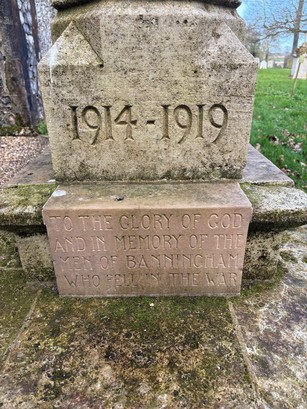 1914-1919
TO THE GLORY OF GOD
AND IN MEMORY OF THE
MEN OF BANNINGHAM
WHO FELL IN THE WAR